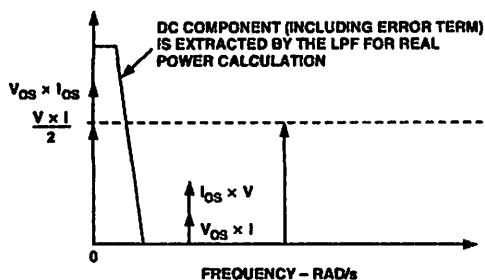 DC COMPONENT (INCLUDING ERROR TERM)
IS EXTRACTED BY THE LPF FOR REAL
POWER CALCULATION
VOS × IOS
V × I
2
IOS × V
VOS × I
0
FREQUENCY – RAD/s